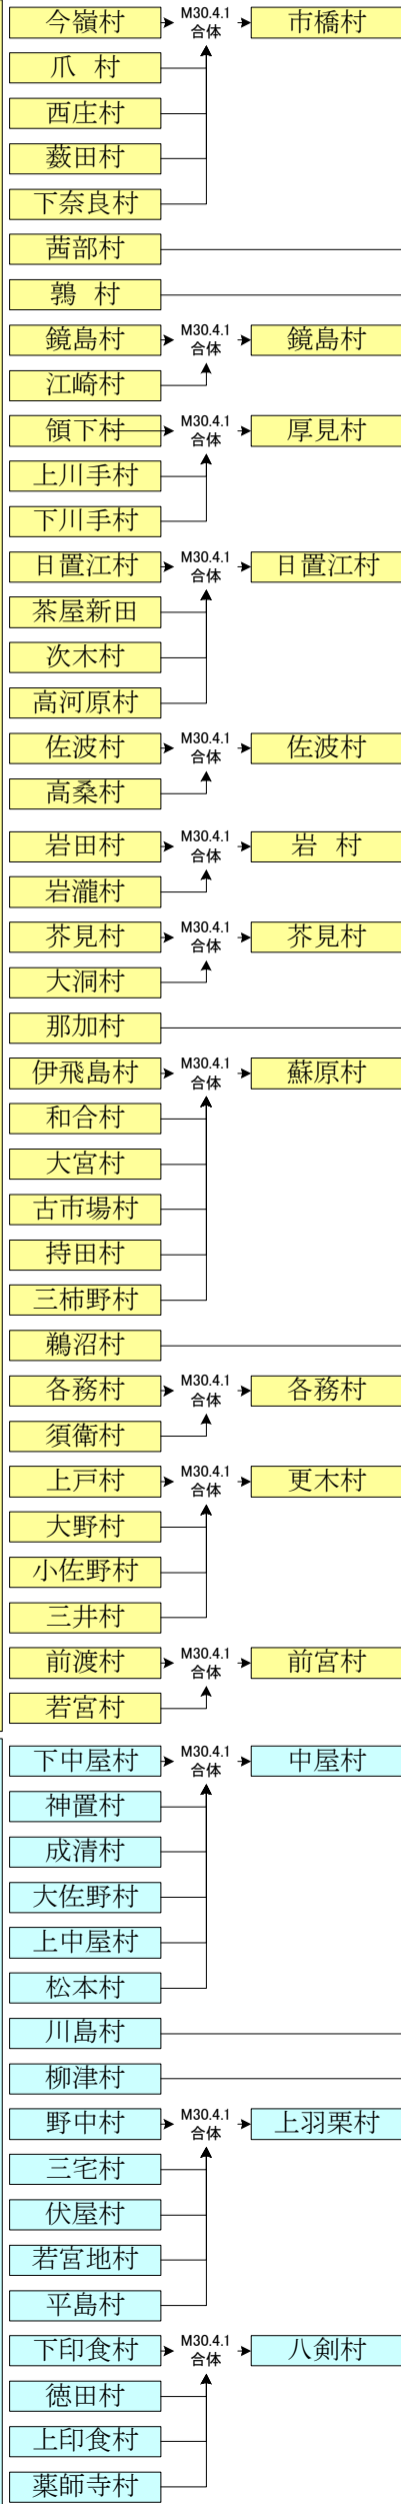 今嶺村 M30.4.1 合体 市橋村
爪 村
西庄村
薮田村
下奈良村
茜部村
鶉 村
鏡島村 M30.4.1 合体 鏡島村
江崎村
領下村 M30.4.1 合体 厚見村
上川手村
下川手村
日置江村 M30.4.1 合体 日置江村
茶屋新田
次木村
高河原村
佐波村 M30.4.1 合体 佐波村
高桑村
岩田村 M30.4.1 合体 岩 村
岩瀧村
芥見村 M30.4.1 合体 芥見村
大洞村
那加村
伊飛島村 M30.4.1 合体 蘇原村
和合村
大宮村
古市場村
持田村
三柿野村
鵜沼村
各務村 M30.4.1 合体 各務村
須衛村
上戸村 M30.4.1 合体 更木村
大野村
小佐野村
三井村
前渡村 M30.4.1 合体 前宮村
若宮村
下中屋村 M30.4.1 合体 中屋村
神置村
成清村
大佐野村
上中屋村
松本村
川島村
柳津村
野中村 M30.4.1 合体 上羽栗村
三宅村
伏屋村
若宮地村
平島村
下印食村 M30.4.1 合体 八剣村
徳田村
上印食村
薬師寺村